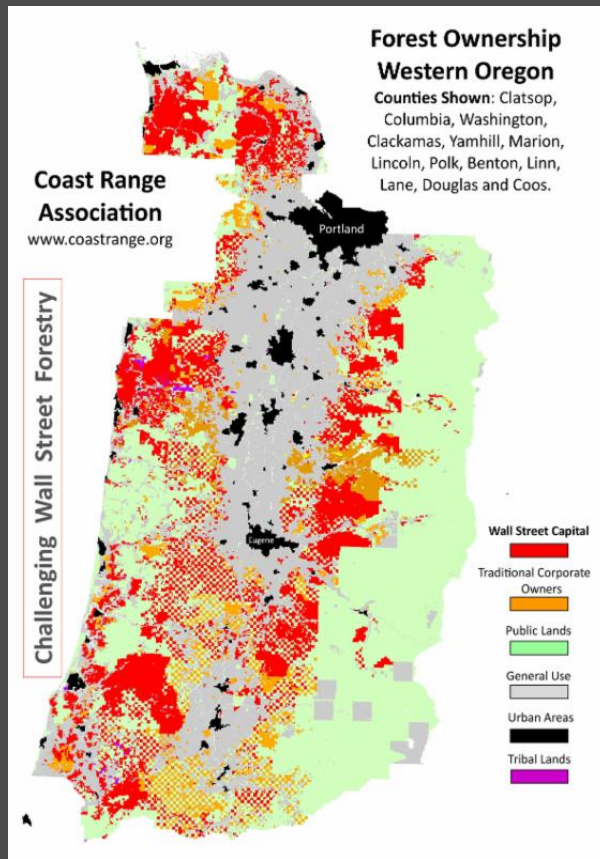 Forest Ownership
Western Oregon
Counties Shown: Clatsop,
Columbia, Washington,
Clackamas, Yamhill, Marion,
Lincoln, Polk, Benton, Linn,
Lane, Douglas and Coos.
Coast Range
Association
www.coastrange.org
Portland
Challenging Wall Street Forestry
Eugene
Wall Street Capital
Traditional Corporate
Owners
Public Lands
General Use
Urban Areas
Tribal Lands